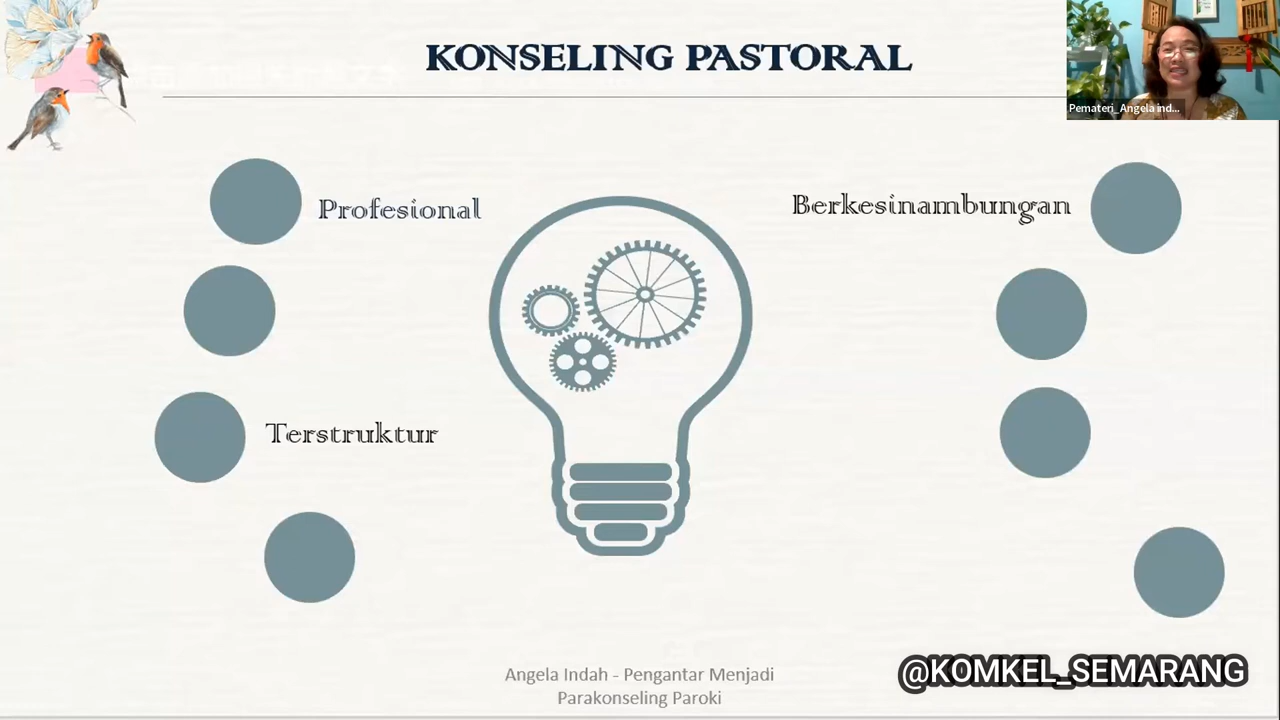 KONSELING PASTORAL
Pemateri_Angela ind...
Profesional
Berkesinambungan
Terstruktur
Angela Indah - Pengantar Menjadi
Parakonseling Paroki
@KOMKEL_SEMARANG